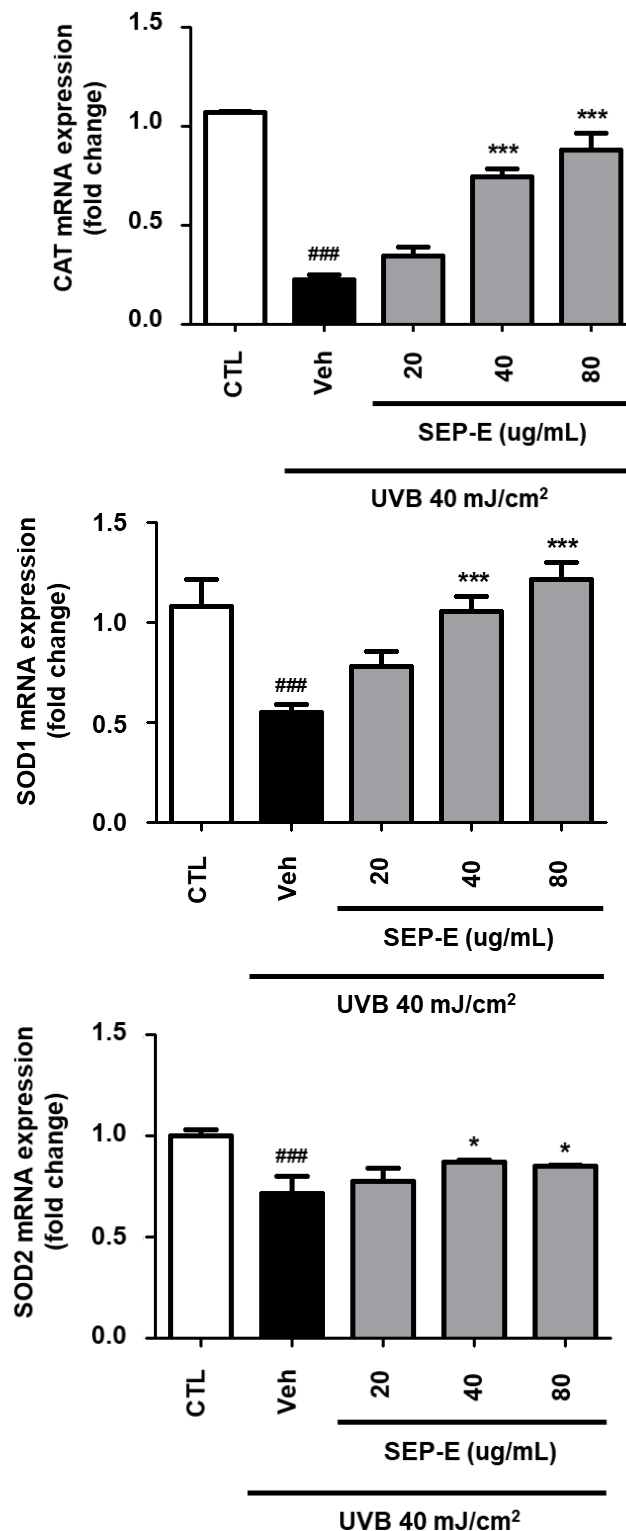 CAT mRNA expression
(fold change)
1.5
1.0
0.5
0.0
###
***
***
CTL
Veh
20
40
80
SEP-E (ug/mL)
UVB 40 mJ/cm²
SOD1 mRNA expression
(fold change)
1.5
1.0
0.5
0.0
###
***
***
CTL
Veh
20
40
80
SEP-E (ug/mL)
UVB 40 mJ/cm²
SOD2 mRNA expression
(fold change)
1.5
1.0
0.5
0.0
###
*
*
CTL
Veh
20
40
80
SEP-E (ug/mL)
UVB 40 mJ/cm²